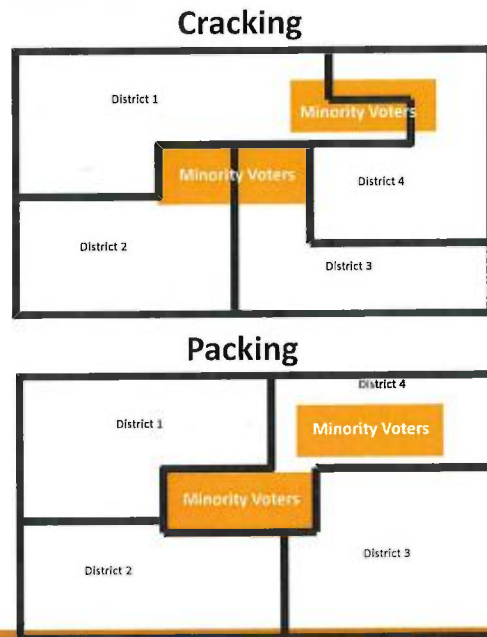 Cracking
District 1
Minority Voters
Minority Voters
District 4
District 2
District 3
Packing
District 4
District 1
Minority Voters
Minority Voters
District 3
District 2